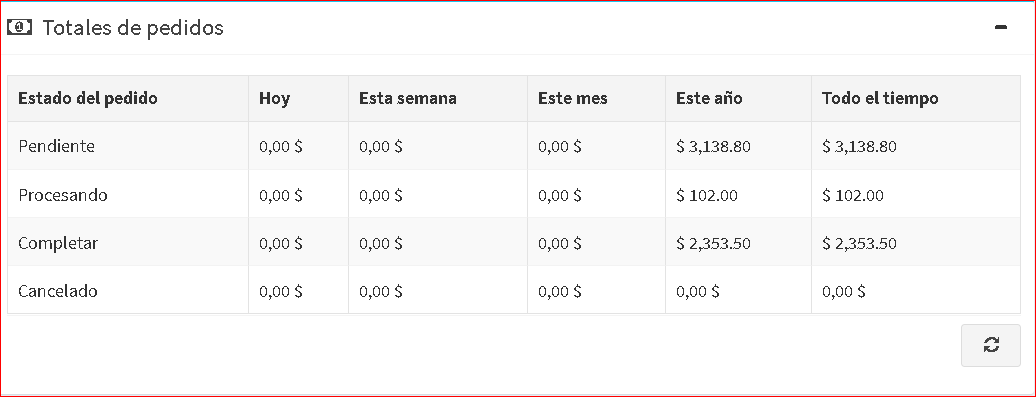 Totales de pedidos
Estado del pedido Hoy Esta semana Este mes Este año Todo el tiempo
Pendiente 0,00 $ 0,00 $ 0,00 $ $ 3,138.80 $ 3,138.80
Procesando 0,00 $ 0,00 $ 0,00 $ $ 102.00 $ 102.00
Completar 0,00 $ 0,00 $ 0,00 $ $ 2,353.50 $ 2,353.50
Cancelado 0,00 $ 0,00 $ 0,00 $ 0,00 $ 0,00 $